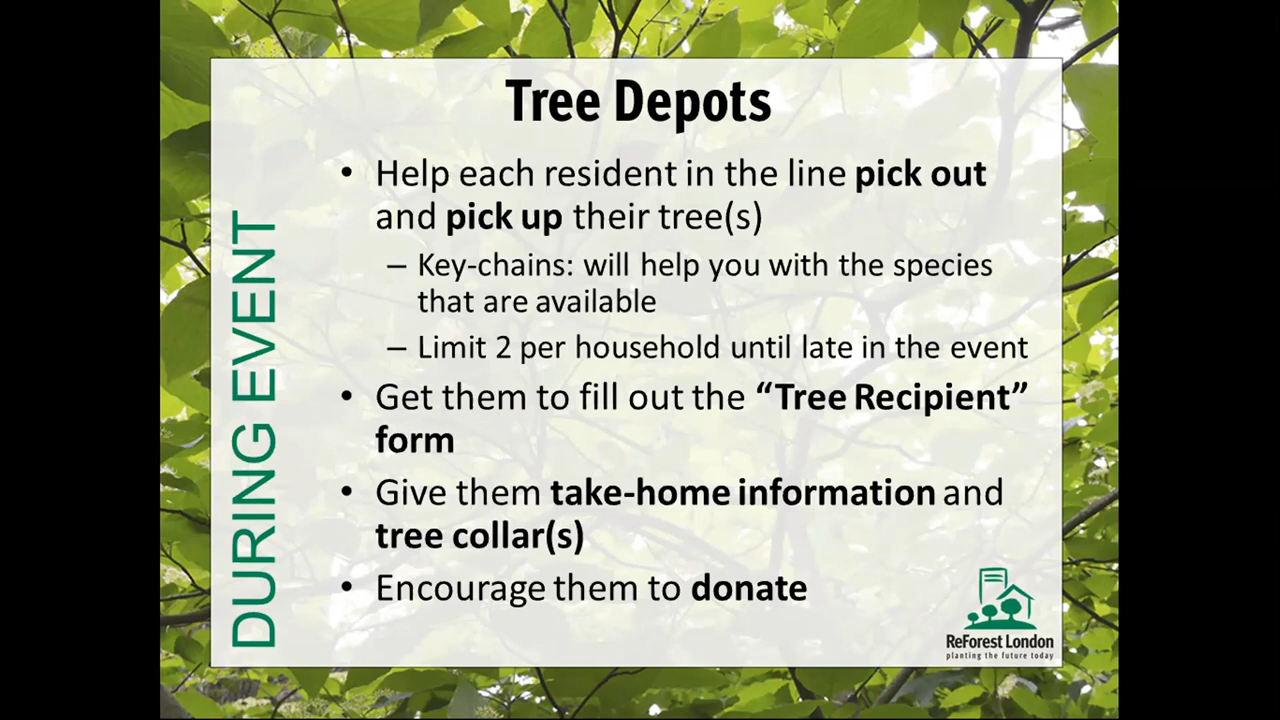 Tree Depots
DURING EVENT
• Help each resident in the line pick out
and pick up their tree(s)
– Key-chains: will help you with the species
that are available
– Limit 2 per household until late in the event
• Get them to fill out the “Tree Recipient”
form
• Give them take-home information and
tree collar(s)
• Encourage them to donate
ReForest London
planting the future today